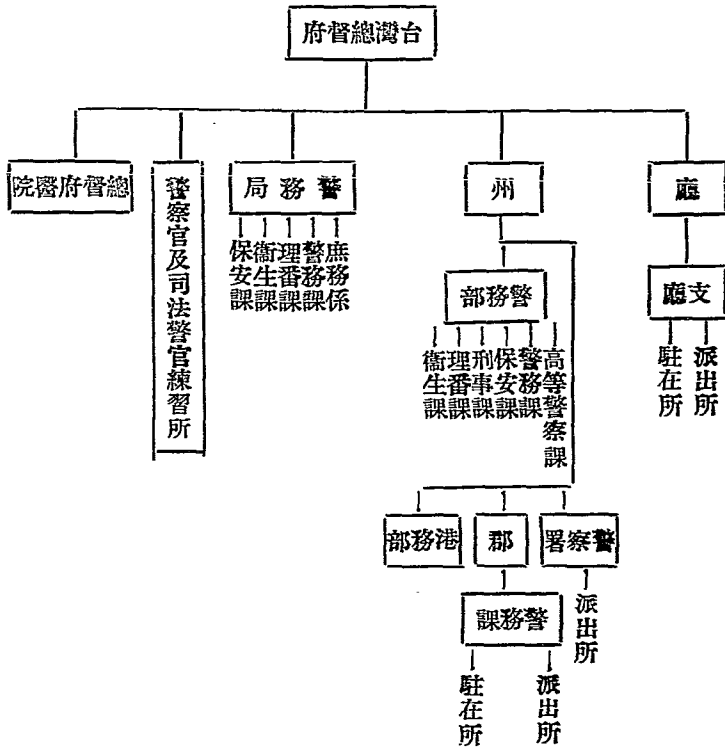 台灣總督府
廳
州
警務局
警察官及司法警官練習所
總督府醫院
支廳
派出所
駐在所
警務部
高等警察課
警務課
保安課
刑事課
理番課
衞生課
庶務係
警務課
理番課
衞生課
保安課
警察署
郡
港務部
派出所
警務課
派出所
駐在所